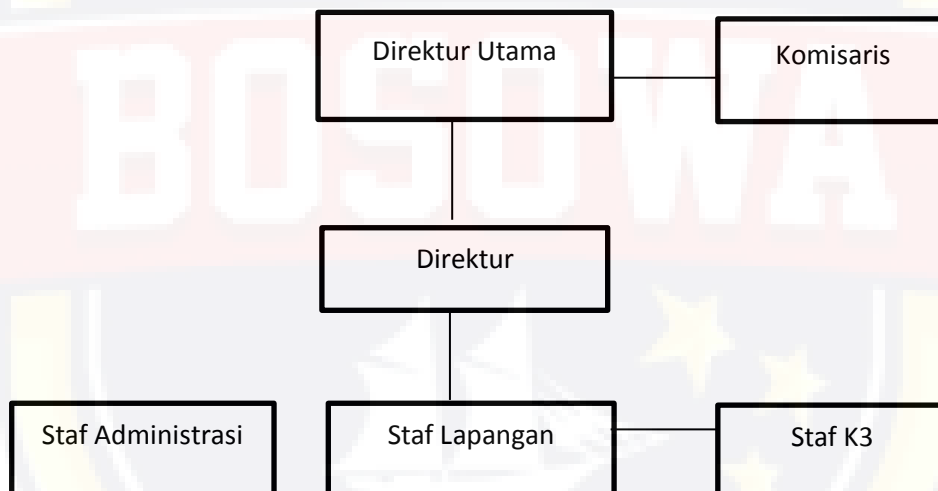 BOSOWA
Direktur Utama
Komisaris
Direktur
Staf Administrasi
Staf Lapangan
Staf K3